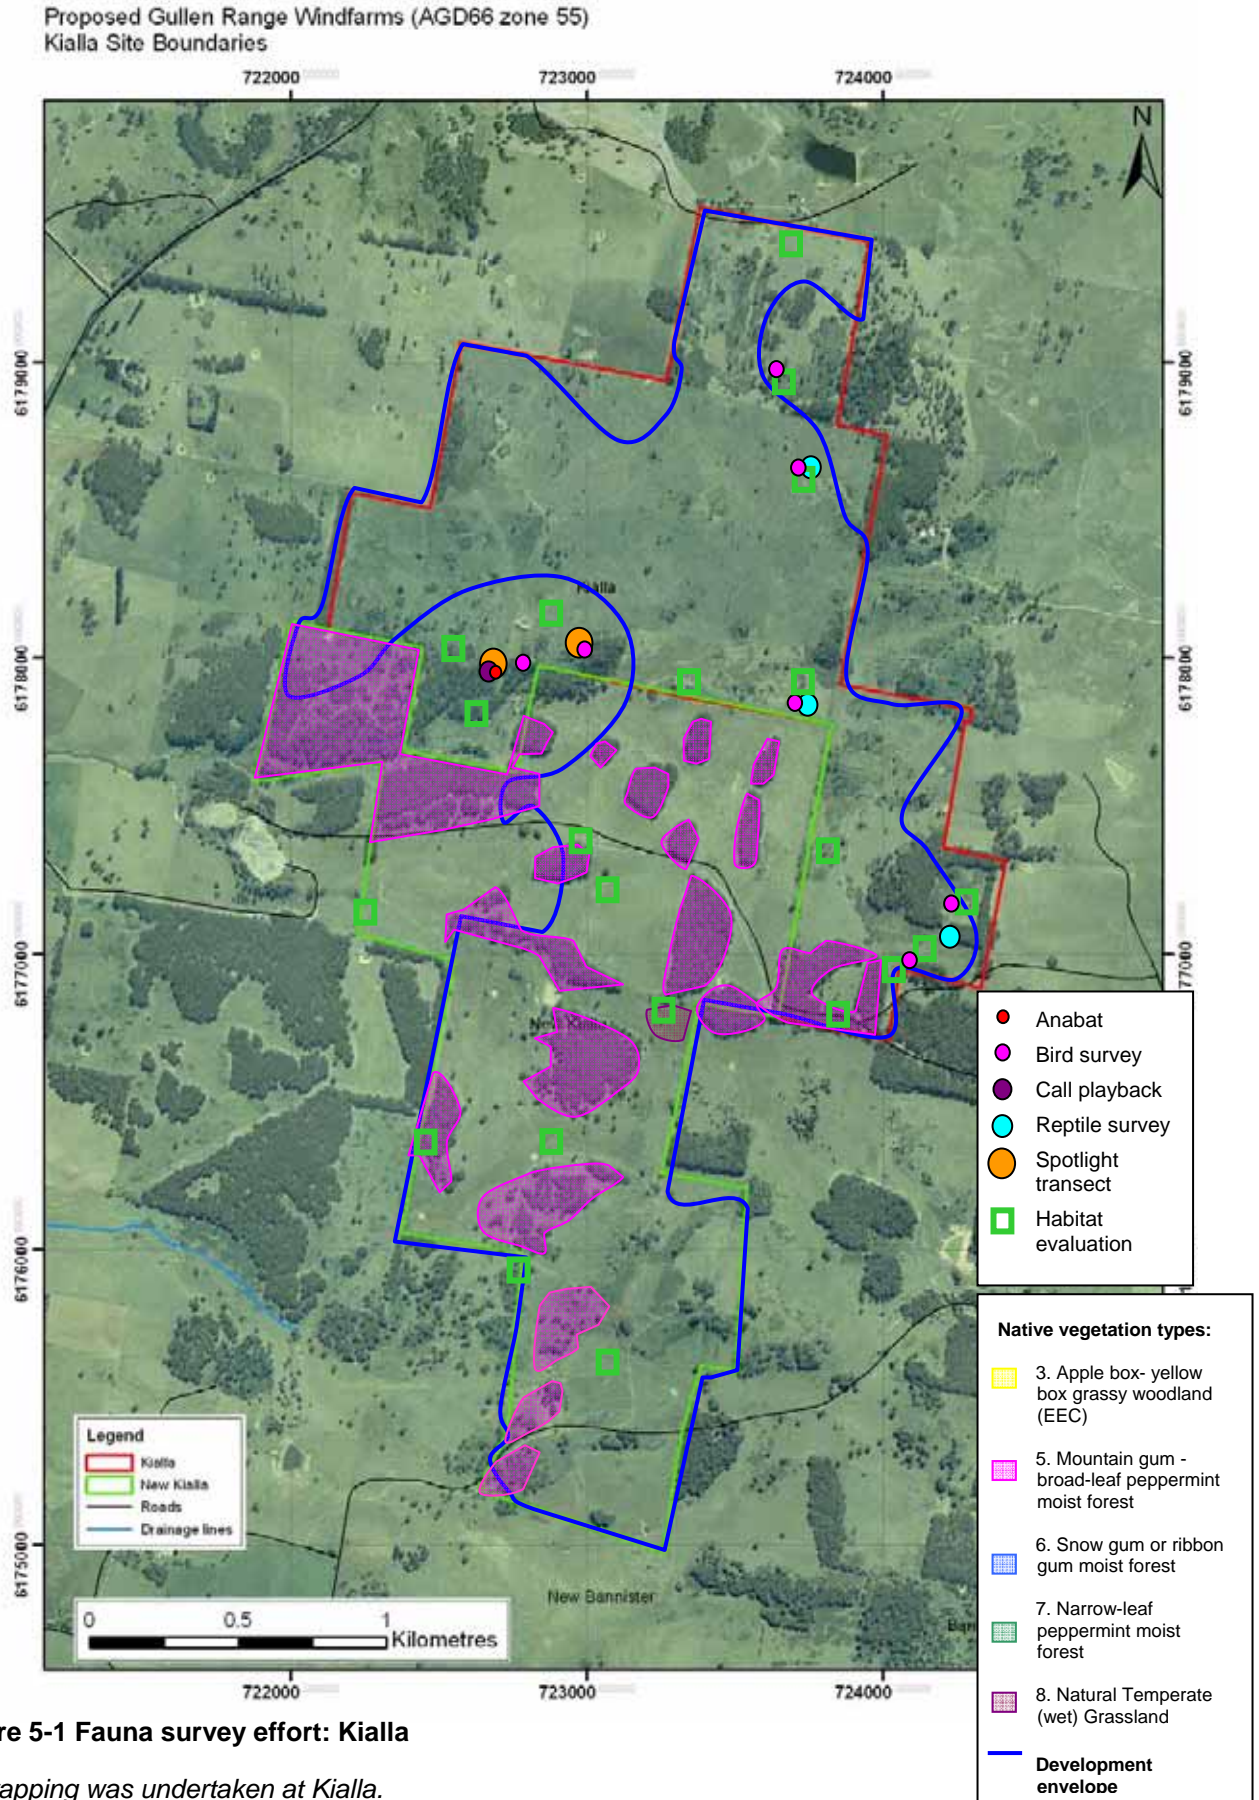 Proposed Gullen Range Windfarms (AGD66 zone 55)
Kialla Site Boundaries
722000
723000
724000
N
6179000
6179000
Kialla
6178000
6178000
6177000
77000
6176000
6175000
New Bannister
Anabat
Bird survey
Call playback
Reptile survey
Spotlight
transect
Habitat
evaluation
Native vegetation types:
3. Apple box- yellow
box grassy woodland
(EEC)
5. Mountain gum -
broad-leaf peppermint
moist forest
6. Snow gum or ribbon
gum moist forest
7. Narrow-leaf
peppermint moist
forest
8. Natural Temperate
(wet) Grassland
Development
envelope
Legend
Kialla
New Kialla
Roads
Drainage lines
0 0.5 1
Kilometres
722000
723000
724000
re 5-1 Fauna survey effort: Kialla
apping was undertaken at Kialla.